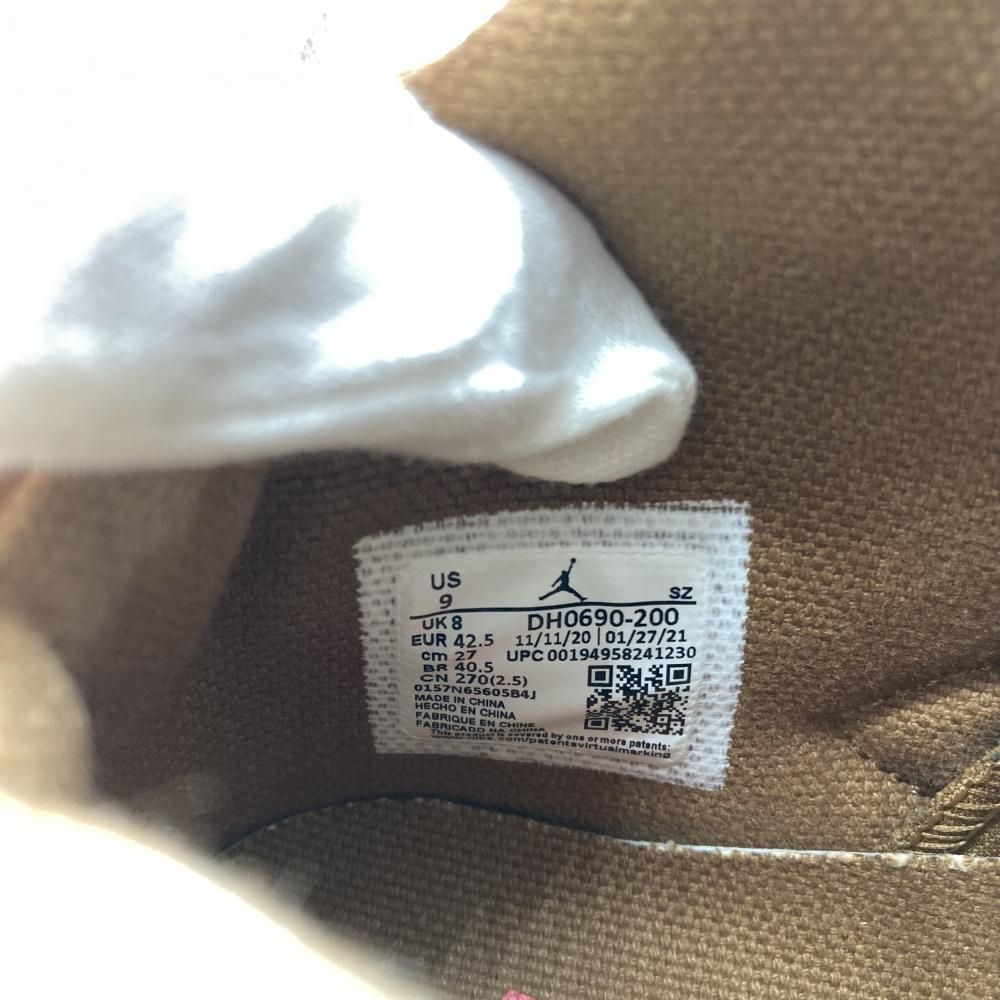 US
9
SZ
UK 8
DH0690-200
EUR 42.5
11/11/20 | 01/27/21
cm 27
UPC 00194958241230
BR 40.5
CN 270(2.5)
0157N65605B4J
MADE IN CHINA
HECHO EN CHINA
FABRIQUE EN CHINE
FABRICADO NA CHINA
This product is covered by one or more patents:
www.nike.com/patentsvirtualmarking